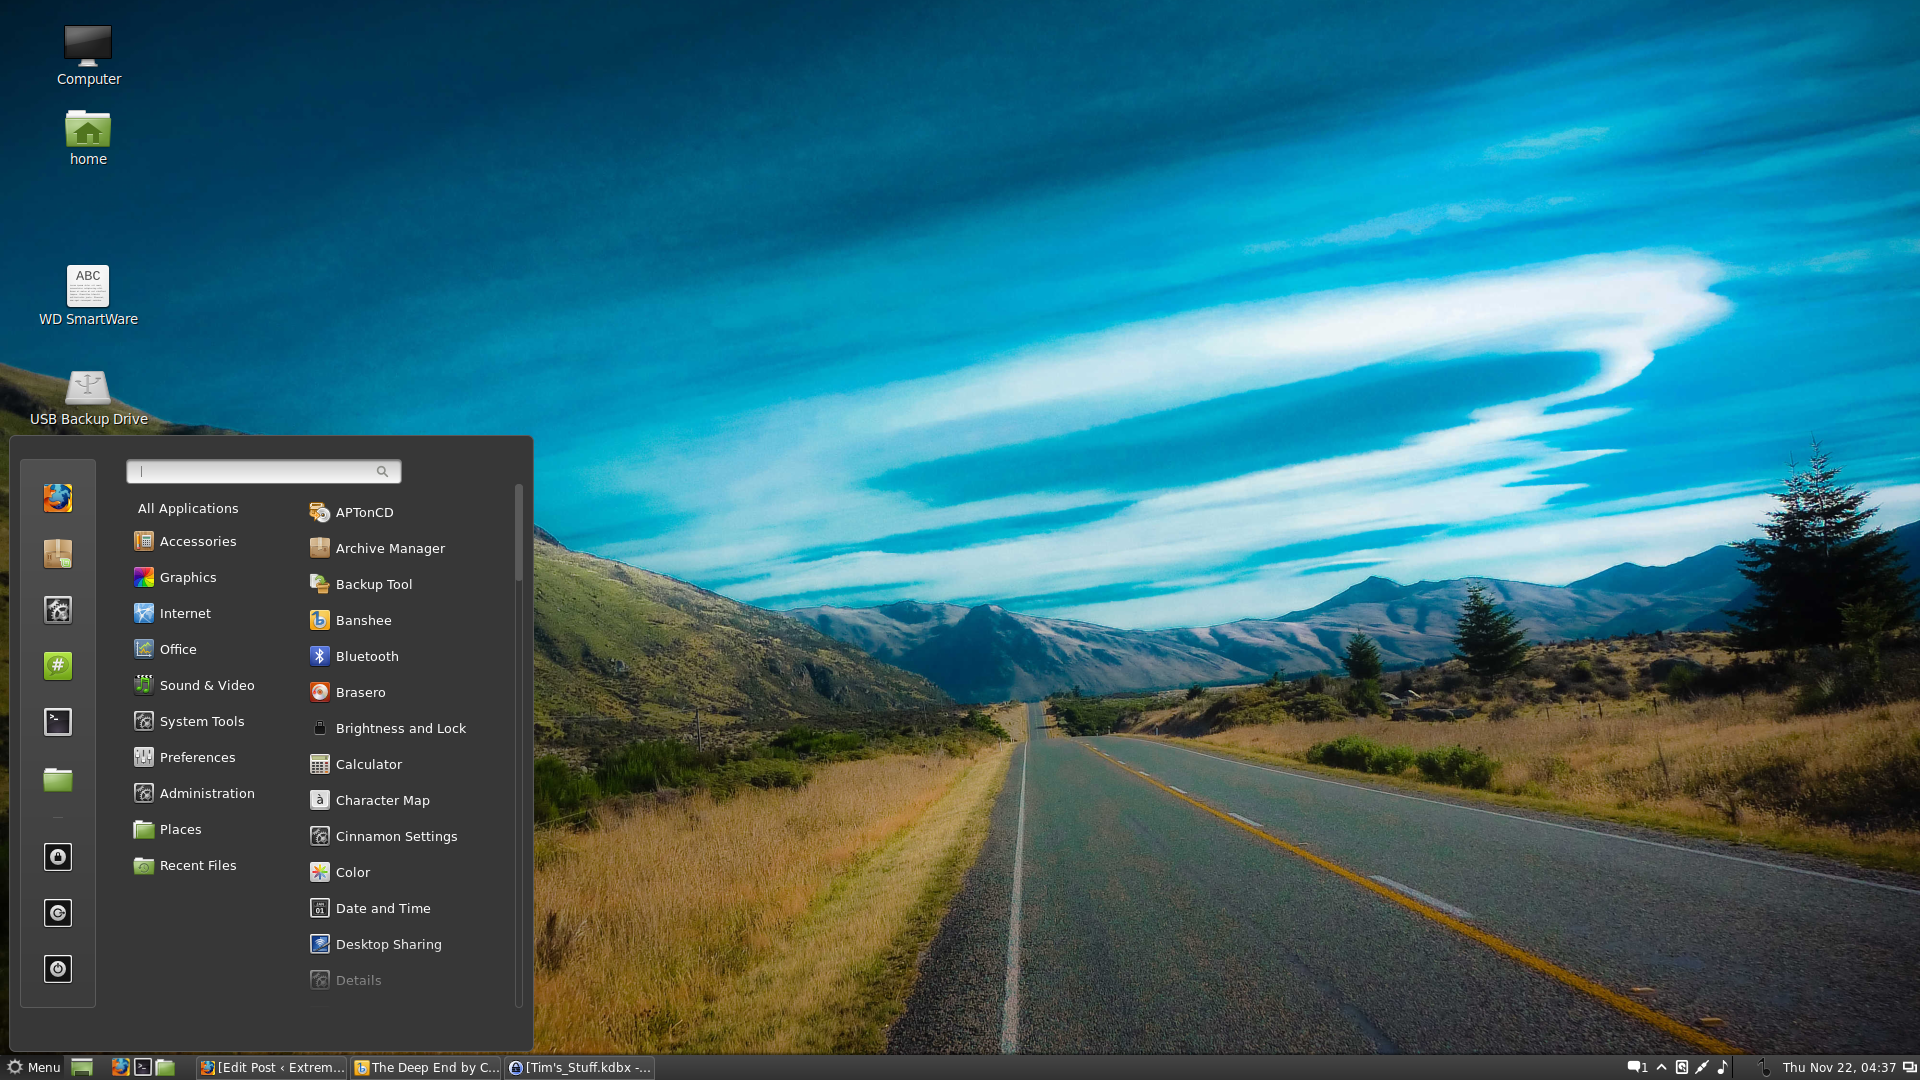 Computer
home
ABC
WD SmartWare
USB Backup Drive
All Applications
Accessories
Graphics
Internet
Office
Sound & Video
System Tools
Preferences
Administration
Places
Recent Files
APTonCD
Archive Manager
Backup Tool
Banshee
Bluetooth
Brasero
Brightness and Lock
Calculator
Character Map
Cinnamon Settings
Color
Date and Time
Desktop Sharing
Details
Menu
[Edit Post ‹ Extrem...
The Deep End by C...
[Tim's_Stuff.kdbx -...
1
Thu Nov 22, 04:37